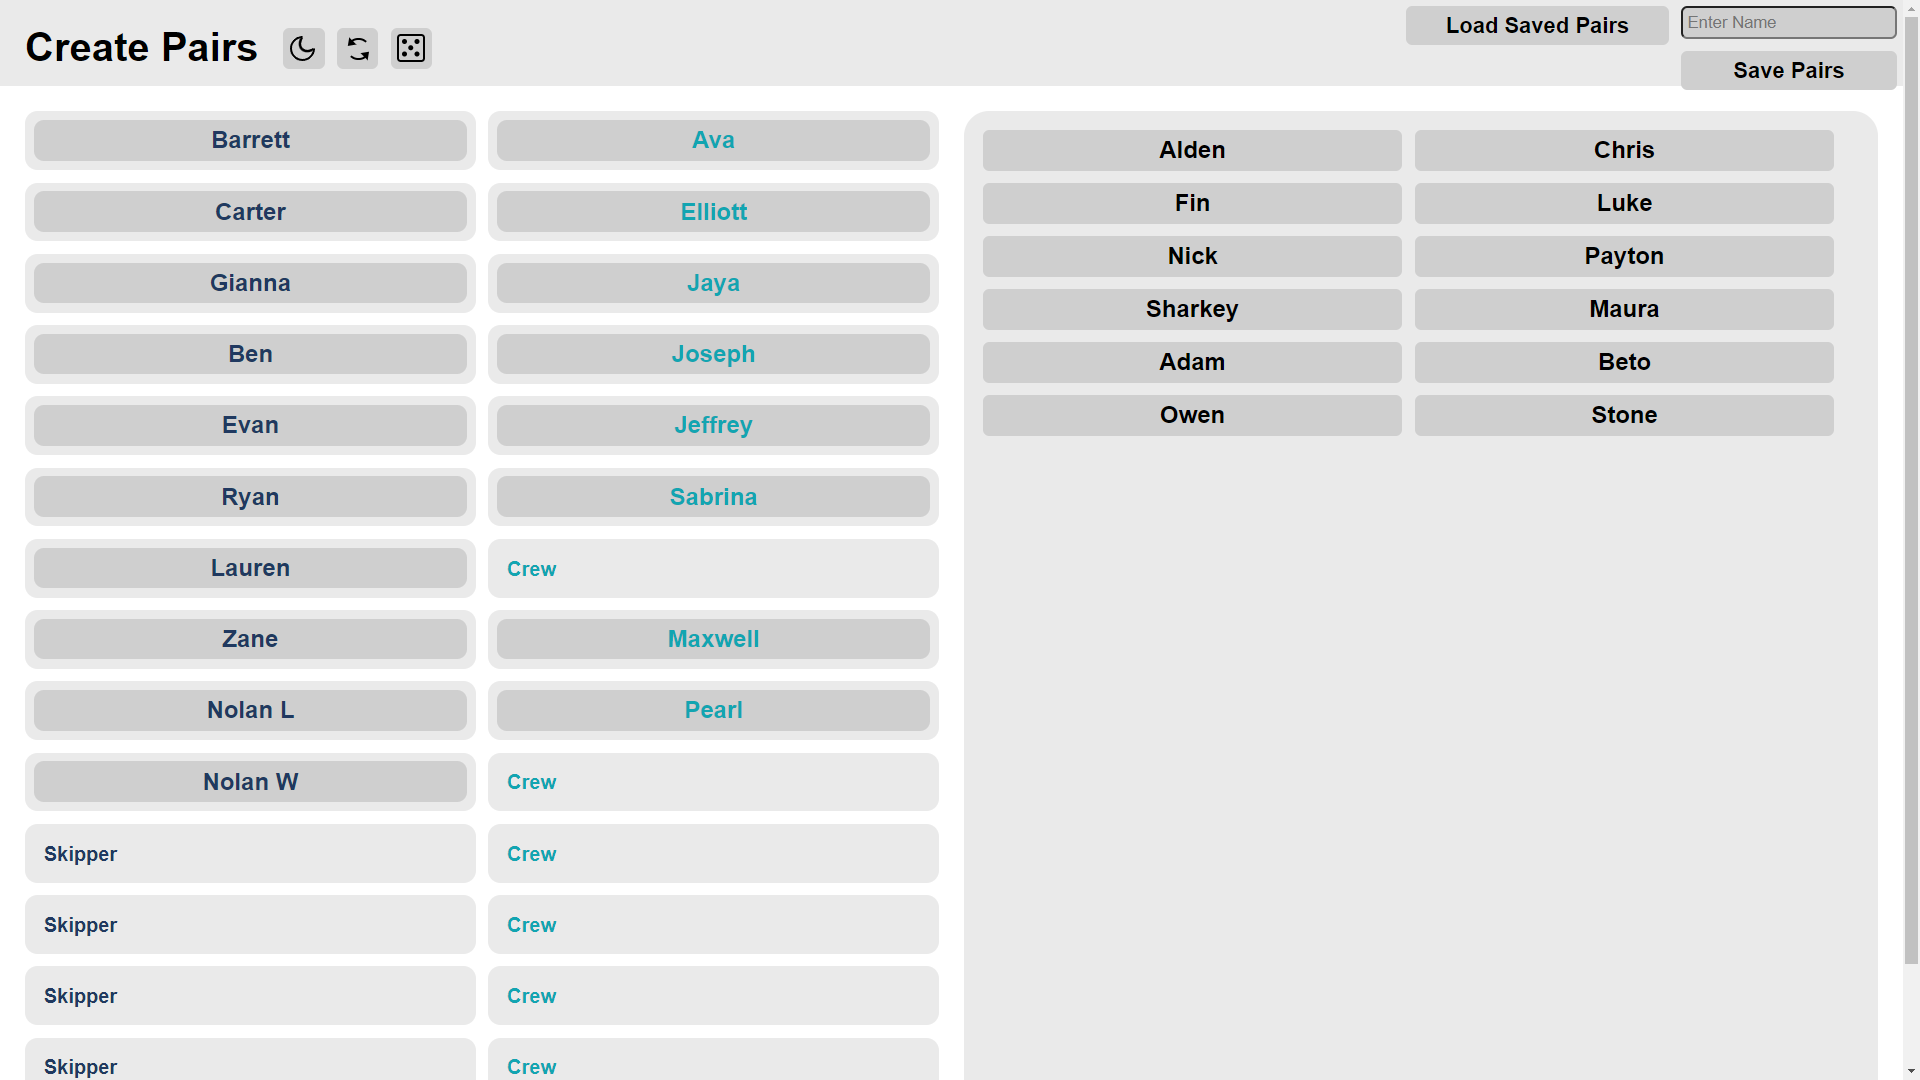 Create Pairs
Load Saved Pairs
Enter Name
Save Pairs
Barrett Ava
Carter Elliott
Gianna Jaya
Ben Joseph
Evan Jeffrey
Ryan Sabrina
Lauren Crew
Zane Maxwell
Nolan L Pearl
Nolan W Crew
Skipper Crew
Skipper Crew
Skipper Crew
Skipper Crew
Alden Chris
Fin Luke
Nick Payton
Sharkey Maura
Adam Beto
Owen Stone